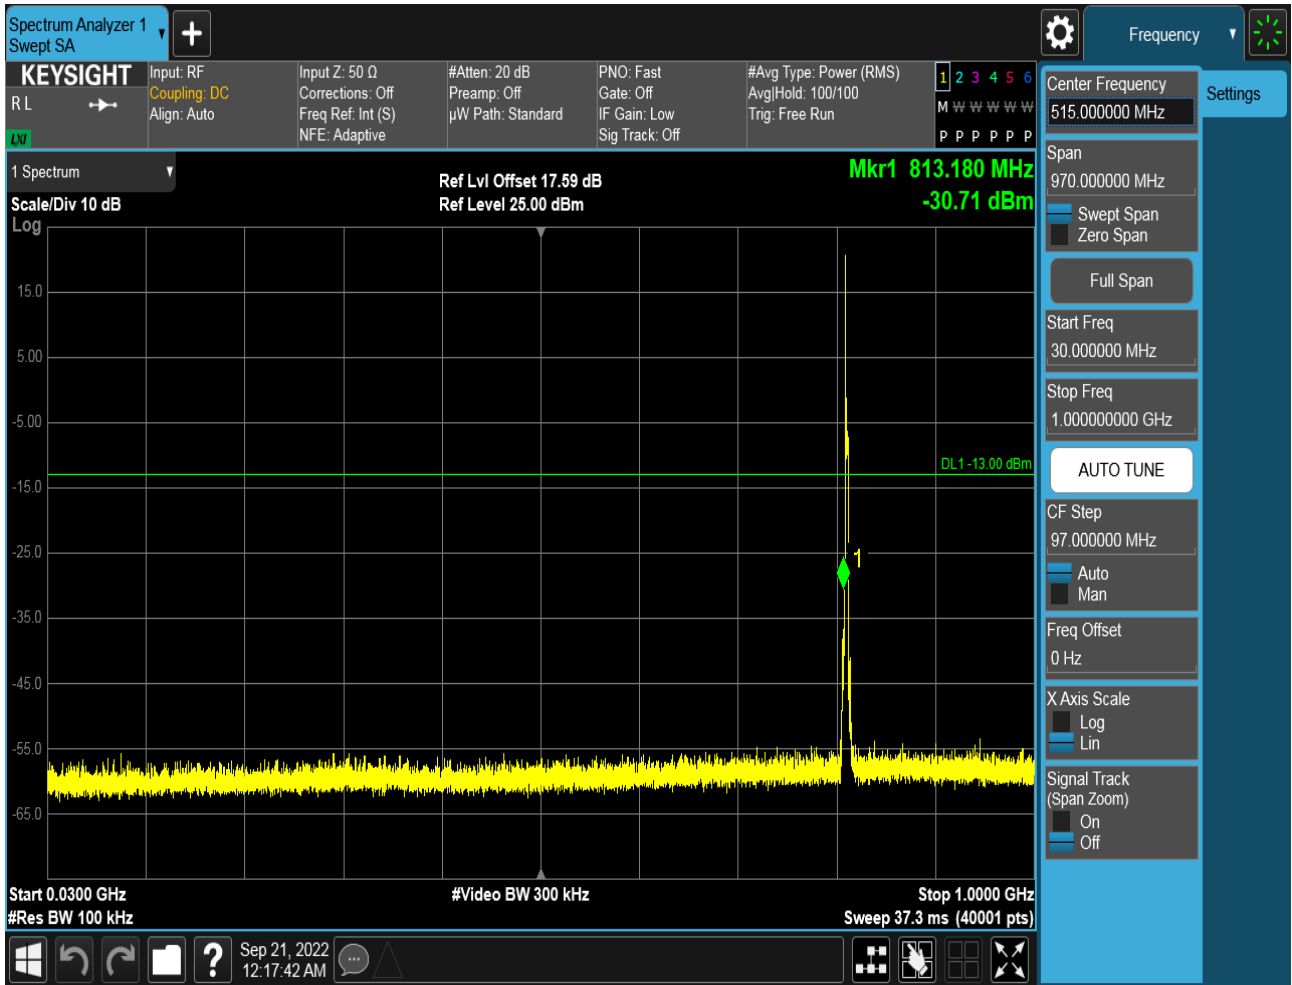 Spectrum Analyzer 1
Swept SA
Frequency
KEYSIGHT
R L
LXI
Input: RF
Coupling: DC
Align: Auto
Input Z: 50 Ω
Corrections: Off
Freq Ref: Int (S)
NFE: Adaptive
#Atten: 20 dB
Preamp: Off
µW Path: Standard
PNO: Fast
Gate: Off
IF Gain: Low
Sig Track: Off
#Avg Type: Power (RMS)
Avg|Hold: 100/100
Trig: Free Run
1 2 3 4 5 6
M W W W W W
P P P P P P
1 Spectrum
Scale/Div 10 dB
Log
Ref Lvl Offset 17.59 dB
Ref Level 25.00 dBm
Mkr1 813.180 MHz
-30.71 dBm
15.0
5.00
-5.00
-15.0
-25.0
-35.0
-45.0
-55.0
-65.0
DL1 -13.00 dBm
1
Start 0.0300 GHz
#Res BW 100 kHz
#Video BW 300 kHz
Stop 1.0000 GHz
Sweep 37.3 ms (40001 pts)
Sep 21, 2022
12:17:42 AM
Center Frequency
515.000000 MHz
Settings
Span
970.000000 MHz
Swept Span
Zero Span
Full Span
Start Freq
30.000000 MHz
Stop Freq
1.000000000 GHz
AUTO TUNE
CF Step
97.000000 MHz
Auto
Man
Freq Offset
0 Hz
X Axis Scale
Log
Lin
Signal Track
(Span Zoom)
On
Off